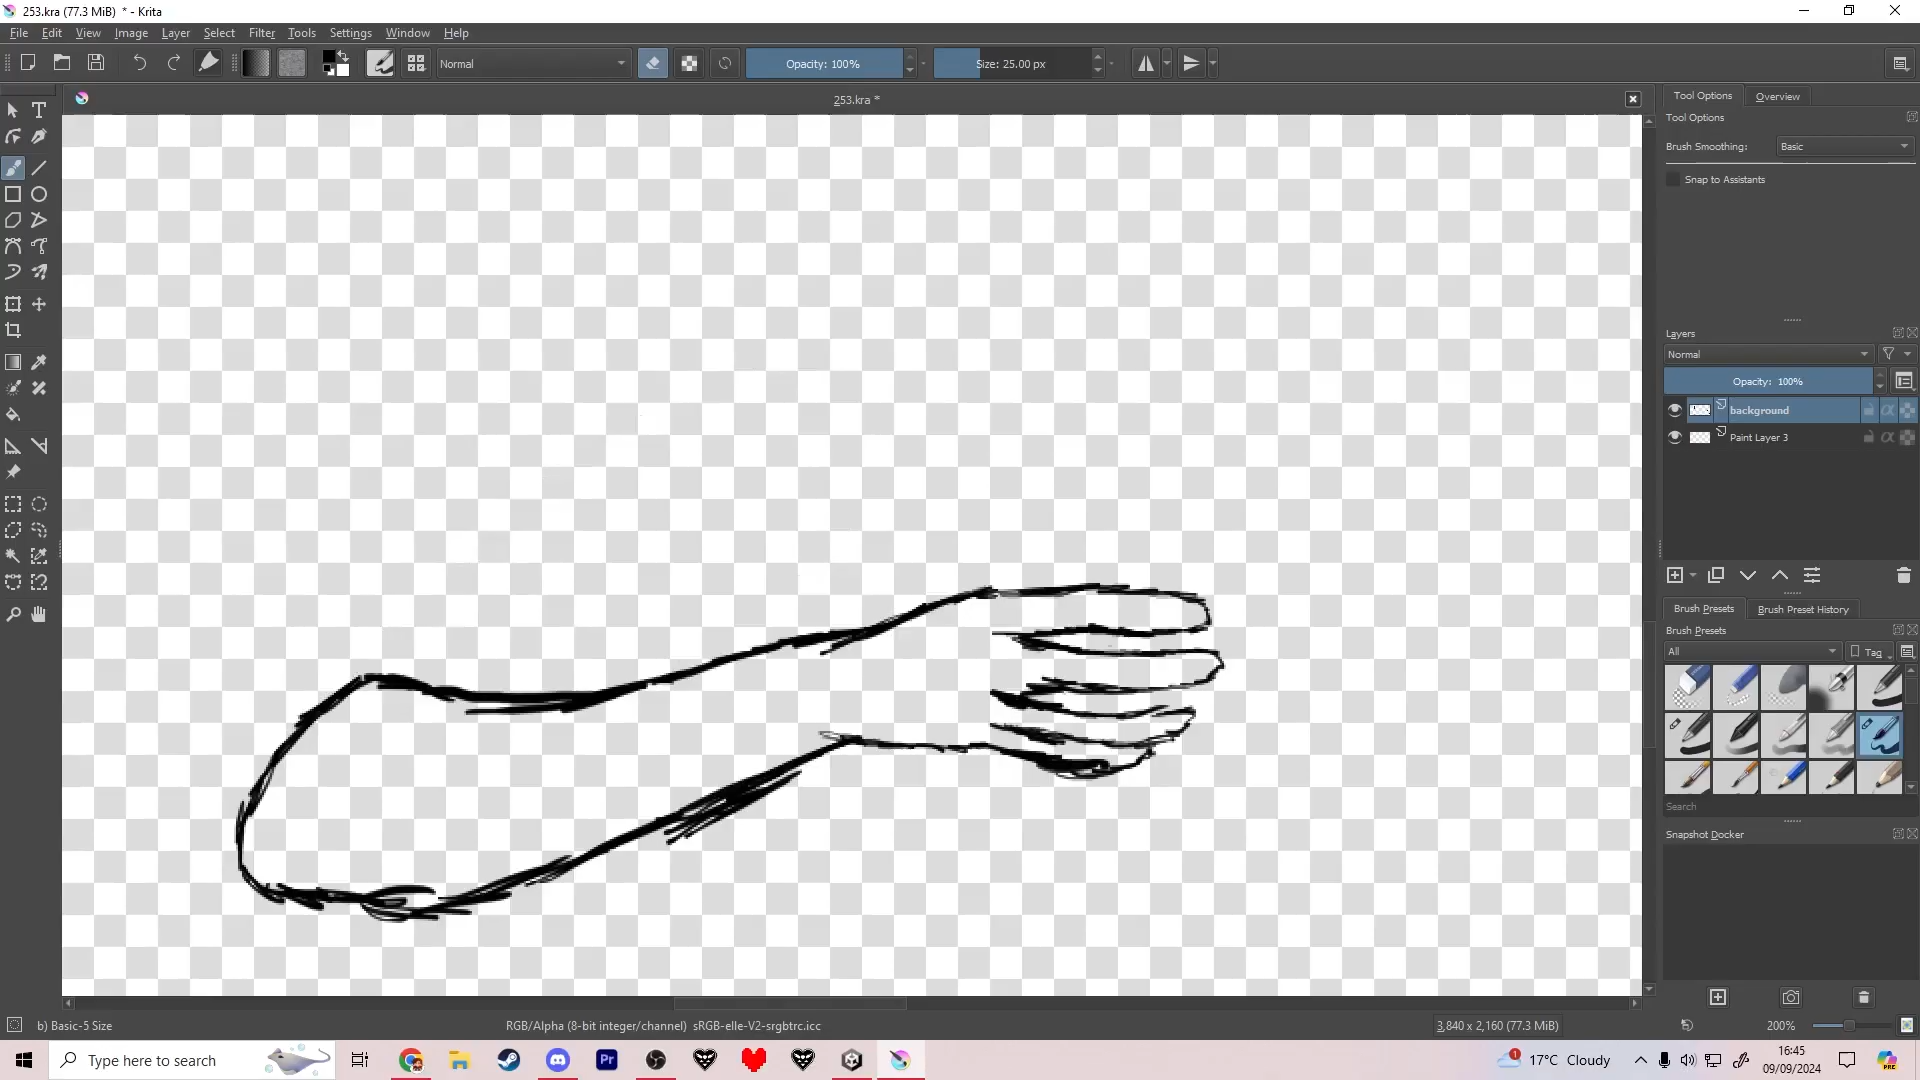 253.kra (77.3 MiB) * - Krita
File Edit View Image Layer Select Filter Tools Settings Window Help
Normal
Opacity: 100%
Size: 25.00 px
253.kra *
Tool Options Overview
Tool Options
Brush Smoothing: Basic
Snap to Assistants
Layers
Normal
Opacity: 100%
background
Paint Layer 3
Brush Presets Brush Preset History
Brush Presets
All Tag
Search
Snapshot Docker
b) Basic-5 Size
RGB/Alpha (8-bit integer/channel) sRGB-elle-V2-srgbtrc.icc
3,840 x 2,160 (77.3 MiB)
200%
Type here to search
Pr
1
17°C Cloudy
16:45
09/09/2024
PRE